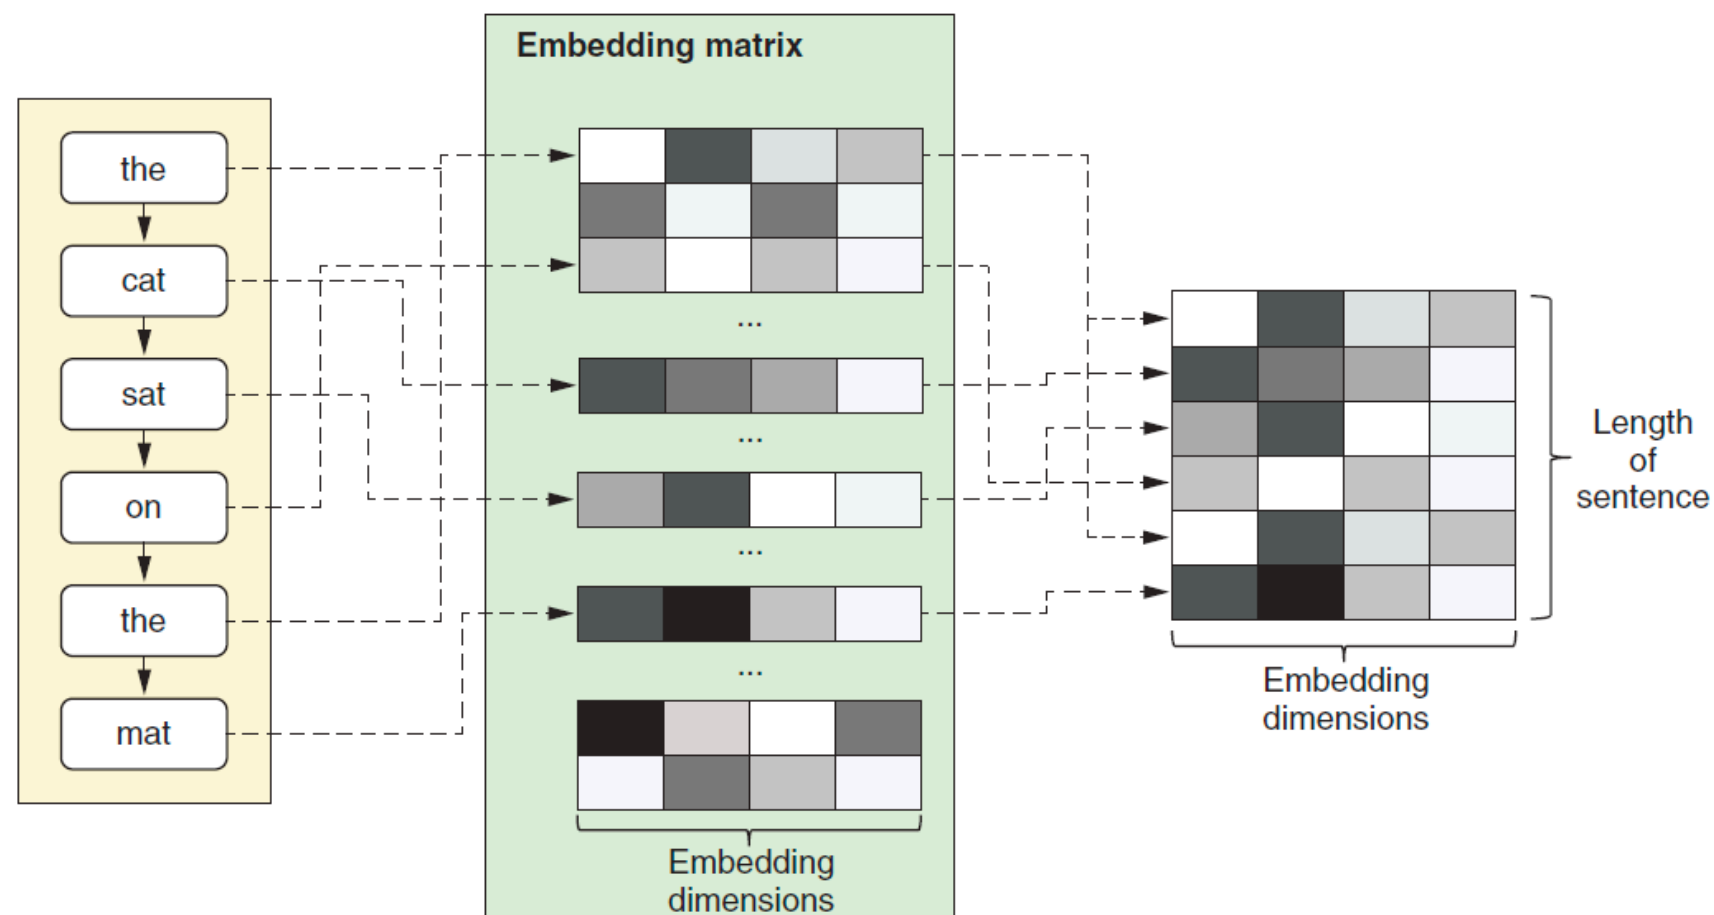 Embedding matrix
the
cat
sat
on
the
mat
...
...
...
...
Embedding
dimensions
Length
of
sentence
Embedding
dimensions